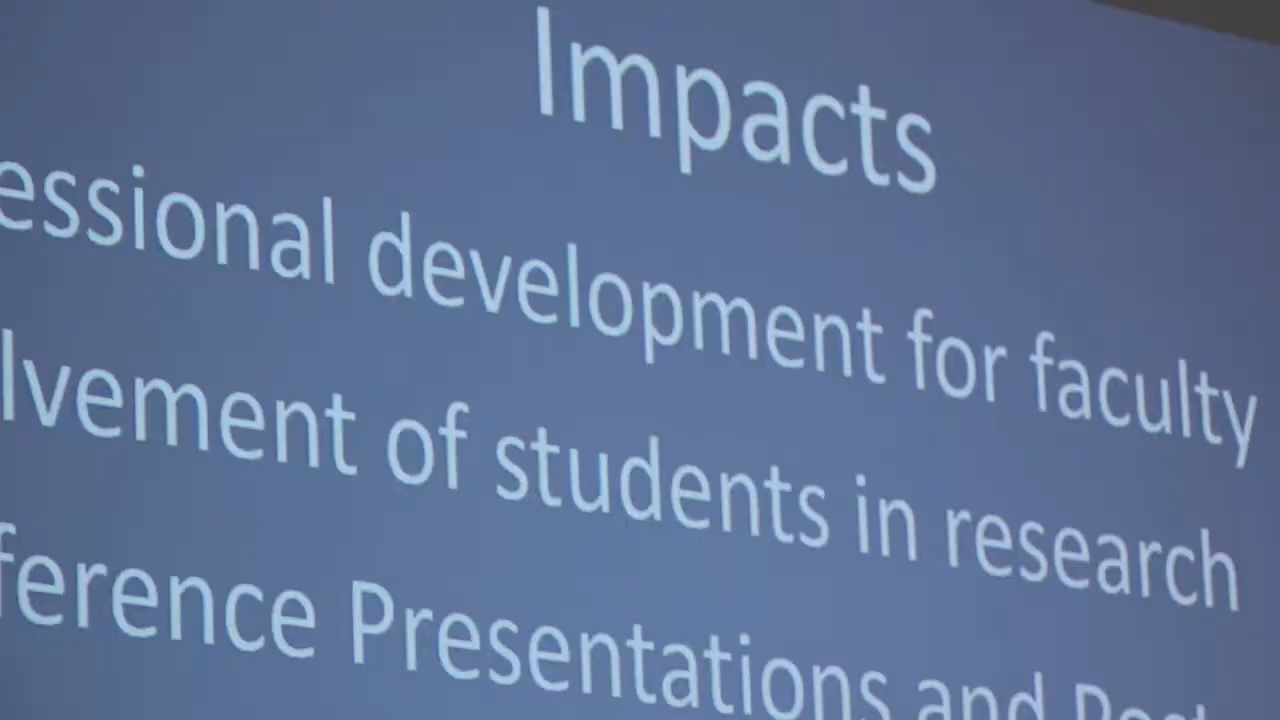 Impacts
essional development for faculty
lvement of students in research
ference Presentations and